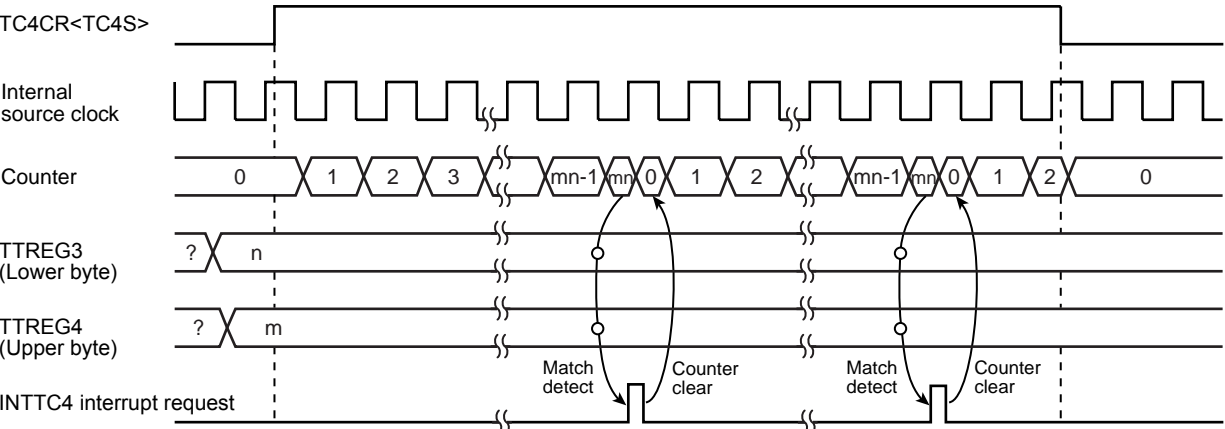 TC4CR<TC4S>
Internal
source clock
Counter
0 1 2 3 mn-1 mn 0 1 2 mn-1 mn 0 1 2 0
TTREG3
(Lower byte)
? n
TTREG4
(Upper byte)
? m
Match
detect
Counter
clear
Match
detect
Counter
clear
INTTC4 interrupt request